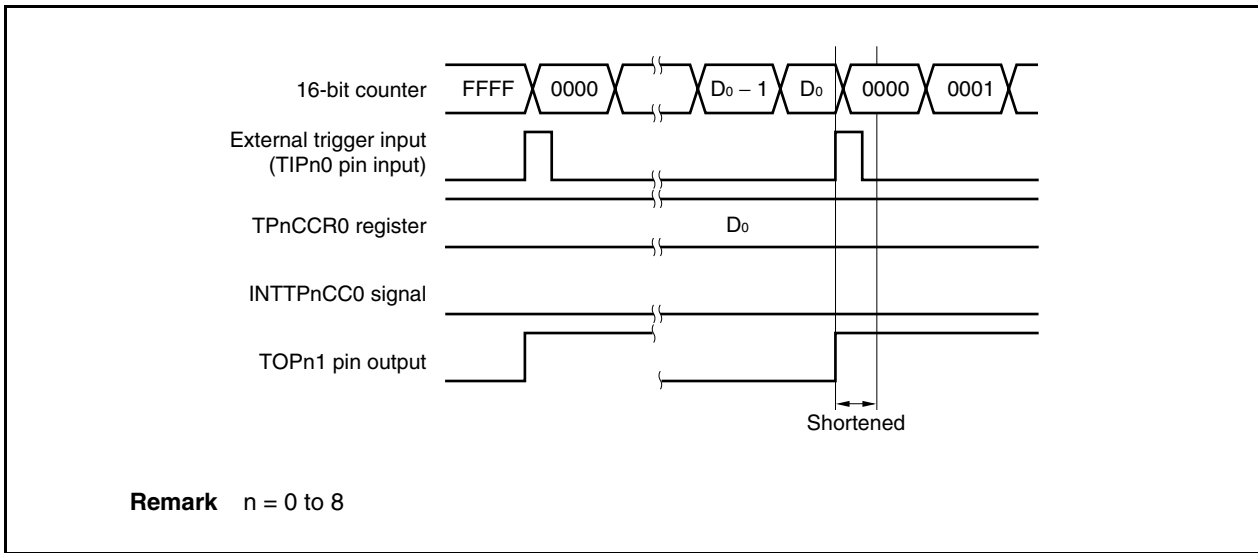 16-bit counter FFFF 0000 D0 − 1 D0 0000 0001
External trigger input
(TIPn0 pin input)
TPnCCR0 register D0
INTTPnCC0 signal
TOPn1 pin output
Shortened
Remark n = 0 to 8